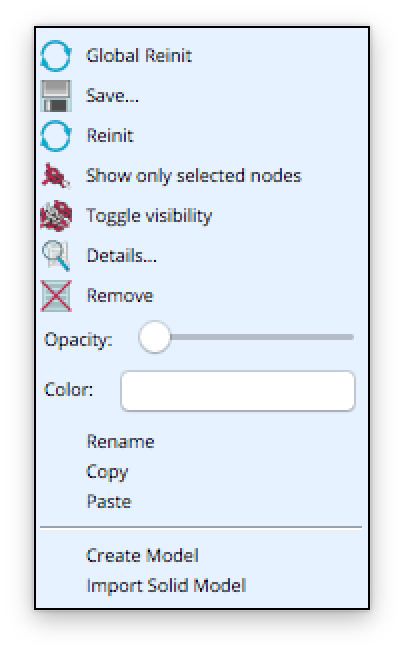 Global Reinit
Save...
Reinit
Show only selected nodes
Toggle visibility
Details...
Remove
Opacity:
Color:
Rename
Copy
Paste
Create Model
Import Solid Model